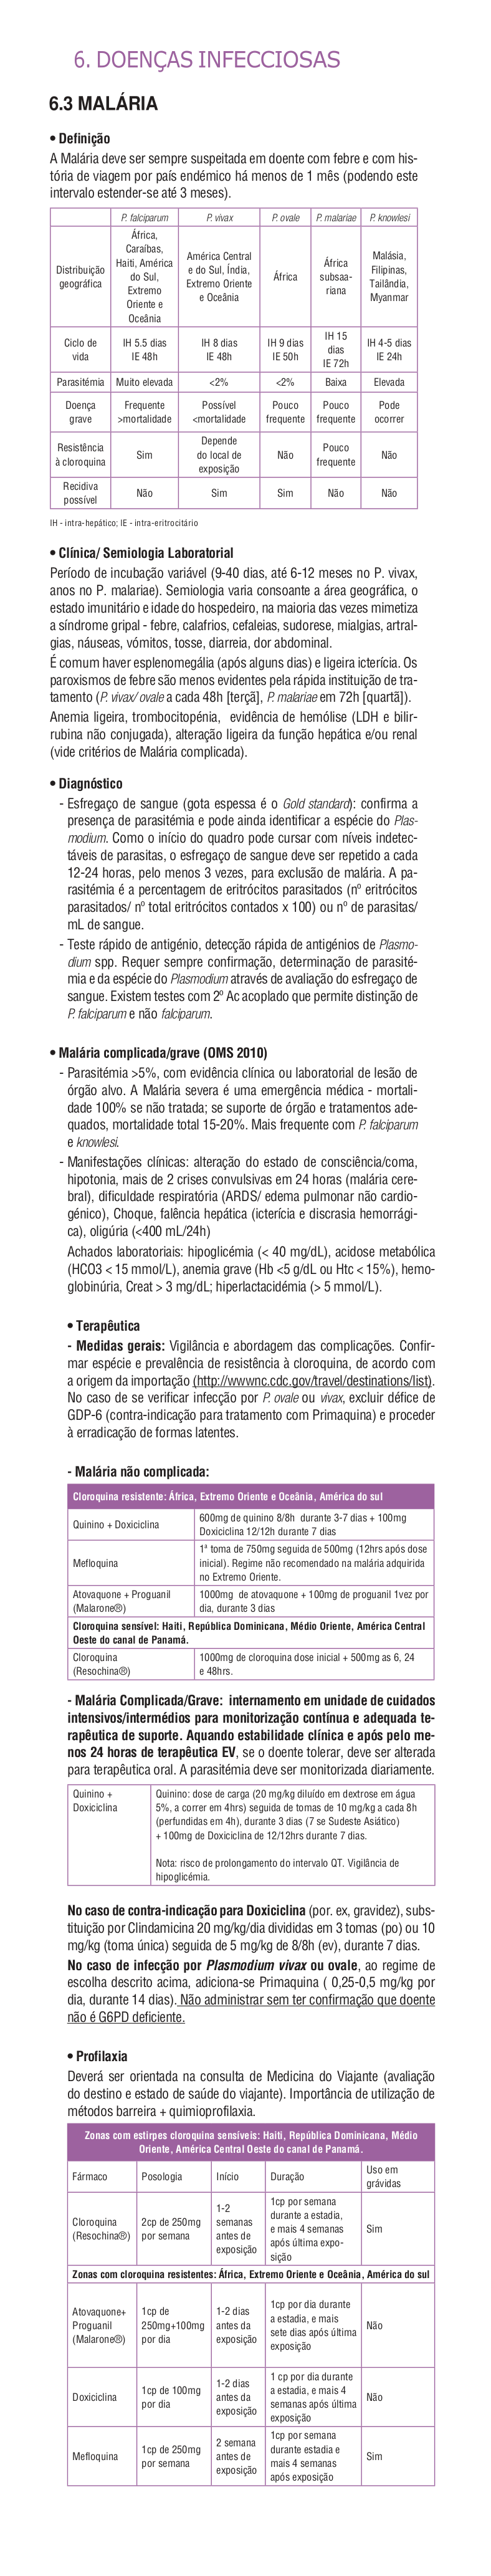 6. DOENÇAS INFECCIOSAS
6.3 MALÁRIA
• Definição
A Malária deve ser sempre suspeitada em doente com febre e com his-
tória de viagem por país endémico há menos de 1 mês (podendo este
intervalo estender-se até 3 meses).
P. falciparum P. vivax P. ovale P. malariae P. knowlesi
Distribuição geográfica
África, Caraíbas, Haiti, América do Sul, Extremo Oriente e Oceânia
América Central e do Sul, Índia, Extremo Oriente e Oceânia
África
África subsaa-riana
Malásia, Filipinas, Tailândia, Myanmar
Ciclo de vida
IH 5.5 dias IE 48h
IH 8 dias IE 48h
IH 9 dias IE 50h
IH 15 dias IE 72h
IH 4-5 dias IE 24h
Parasitémia Muito elevada <2% <2% Baixa Elevada
Doença grave
Frequente >mortalidade
Possível <mortalidade
Pouco frequente
Pouco frequente
Pode ocorrer
Resistência à cloroquina
Sim
Depende do local de exposição
Não
Pouco frequente
Não
Recidiva possível
Não Sim Sim Não Não
IH - intra-hepático; IE - intra-eritrocitário
• Clínica/ Semiologia Laboratorial
Período de incubação variável (9-40 dias, até 6-12 meses no P. vivax,
anos no P. malariae). Semiologia varia consoante a área geográfica, o
estado imunitário e idade do hospedeiro, na maioria das vezes mimetiza
a síndrome gripal - febre, calafrios, cefaleias, sudorese, mialgias, artral-
gias, náuseas, vómitos, tosse, diarreia, dor abdominal.
É comum haver esplenomegália (após alguns dias) e ligeira icterícia. Os
paroxismos de febre são menos evidentes pela rápida instituição de tra-
tamento (P. vivax/ ovale a cada 48h [terçã], P. malariae em 72h [quartã]).
Anemia ligeira, trombocitopénia, evidência de hemólise (LDH e bilir-
rubina não conjugada), alteração ligeira da função hepática e/ou renal
(vide critérios de Malária complicada).
• Diagnóstico
- Esfregaço de sangue (gota espessa é o Gold standard): confirma a
presença de parasitémia e pode ainda identificar a espécie do Plas-
modium. Como o início do quadro pode cursar com níveis indetec-
táveis de parasitas, o esfregaço de sangue deve ser repetido a cada
12-24 horas, pelo menos 3 vezes, para exclusão de malária. A pa-
rasitémia é a percentagem de eritrócitos parasitados (nº eritrócitos
parasitados/ nº total eritrócitos contados x 100) ou nº de parasitas/
mL de sangue.
- Teste rápido de antigénio, detecção rápida de antigénios de Plasmo-
dium spp. Requer sempre confirmação, determinação de parasité-
mia e da espécie do Plasmodium através de avaliação do esfregaço de
sangue. Existem testes com 2º Ac acoplado que permite distinção de
P. falciparum e não falciparum.
• Malária complicada/grave (OMS 2010)
- Parasitémia >5%, com evidência clínica ou laboratorial de lesão de
órgão alvo. A Malária severa é uma emergência médica - mortali-
dade 100% se não tratada; se suporte de órgão e tratamentos ade-
quados, mortalidade total 15-20%. Mais frequente com P. falciparum
e knowlesi.
- Manifestações clínicas: alteração do estado de consciência/coma,
hipotonia, mais de 2 crises convulsivas em 24 horas (malária cere-
bral), dificuldade respiratória (ARDS/ edema pulmonar não cardio-
génico), Choque, falência hepática (icterícia e discrasia hemorrági-
ca), oligúria (<400 mL/24h)
Achados laboratoriais: hipoglicémia (< 40 mg/dL), acidose metabólica
(HCO3 < 15 mmol/L), anemia grave (Hb <5 g/dL ou Htc < 15%), hemo-
globinúria, Creat > 3 mg/dL; hiperlactacidémia (> 5 mmol/L).
• Terapêutica
- Medidas gerais: Vigilância e abordagem das complicações. Confir-
mar espécie e prevalência de resistência à cloroquina, de acordo com
a origem da importação (http://wwwnc.cdc.gov/travel/destinations/list).
No caso de se verificar infecção por P. ovale ou vivax, excluir défice de
GDP-6 (contra-indicação para tratamento com Primaquina) e proceder
à erradicação de formas latentes.
- Malária não complicada:
Cloroquina resistente: África, Extremo Oriente e Oceânia, América do sul
Quinino + Doxiciclina
600mg de quinino 8/8h durante 3-7 dias + 100mg
Doxiciclina 12/12h durante 7 dias
Mefloquina
1ª toma de 750mg seguida de 500mg (12hrs após dose
inicial). Regime não recomendado na malária adquirida
no Extremo Oriente.
Atovaquone + Proguanil
(Malarone®)
1000mg de atovaquone + 100mg de proguanil 1vez por
dia, durante 3 dias
Cloroquina sensível: Haiti, República Dominicana, Médio Oriente, América Central
Oeste do canal de Panamá.
Cloroquina
(Resochina®)
1000mg de cloroquina dose inicial + 500mg as 6, 24
e 48hrs.
- Malária Complicada/Grave: internamento em unidade de cuidados
intensivos/intermédios para monitorização contínua e adequada te-
rapêutica de suporte. Aquando estabilidade clínica e após pelo me-
nos 24 horas de terapêutica EV, se o doente tolerar, deve ser alterada
para terapêutica oral. A parasitémia deve ser monitorizada diariamente.
Quinino +
Doxiciclina
Quinino: dose de carga (20 mg/kg diluído em dextrose em água
5%, a correr em 4hrs) seguida de tomas de 10 mg/kg a cada 8h
(perfundidas em 4h), durante 3 dias (7 se Sudeste Asiático)
+ 100mg de Doxiciclina de 12/12hrs durante 7 dias.
Nota: risco de prolongamento do intervalo QT. Vigilância de
hipoglicémia.
No caso de contra-indicação para Doxiciclina (por. ex, gravidez), subs-
tituição por Clindamicina 20 mg/kg/dia divididas em 3 tomas (po) ou 10
mg/kg (toma única) seguida de 5 mg/kg de 8/8h (ev), durante 7 dias.
No caso de infecção por Plasmodium vivax ou ovale, ao regime de
escolha descrito acima, adiciona-se Primaquina ( 0,25-0,5 mg/kg por
dia, durante 14 dias). Não administrar sem ter confirmação que doente
não é G6PD deficiente.
• Profilaxia
Deverá ser orientada na consulta de Medicina do Viajante (avaliação
do destino e estado de saúde do viajante). Importância de utilização de
métodos barreira + quimioprofilaxia.
Zonas com estirpes cloroquina sensíveis: Haiti, República Dominicana, Médio
Oriente, América Central Oeste do canal de Panamá.
Fármaco Posologia Início Duração Uso em grávidas
Cloroquina (Resochina®)
2cp de 250mg por semana
1-2 semanas antes de exposição
1cp por semana durante a estadia, e mais 4 semanas após última expo-sição
Sim
Zonas com cloroquina resistentes: África, Extremo Oriente e Oceânia, América do sul
Atovaquone+ Proguanil (Malarone®)
1cp de 250mg+100mg por dia
1-2 dias antes da exposição
1cp por dia durante a estadia, e mais sete dias após última exposição
Não
Doxiciclina
1cp de 100mg por dia
1-2 dias antes da exposição
1 cp por dia durante a estadia, e mais 4 semanas após última exposição
Não
Mefloquina
1cp de 250mg por semana
2 semana antes de exposição
1cp por semana durante estadia e mais 4 semanas após exposição
Sim